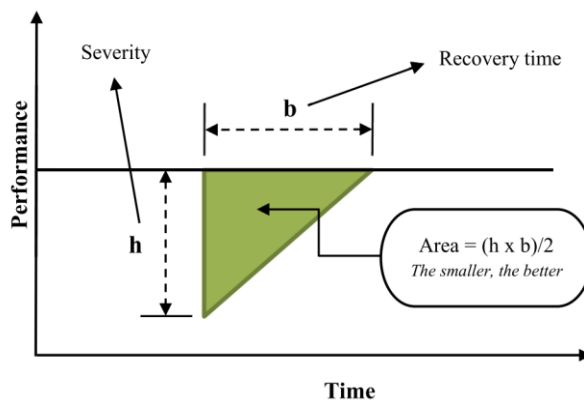 Severity
Recovery time
b
Performance
h
Area = (h x b)/2
The smaller, the better
Time